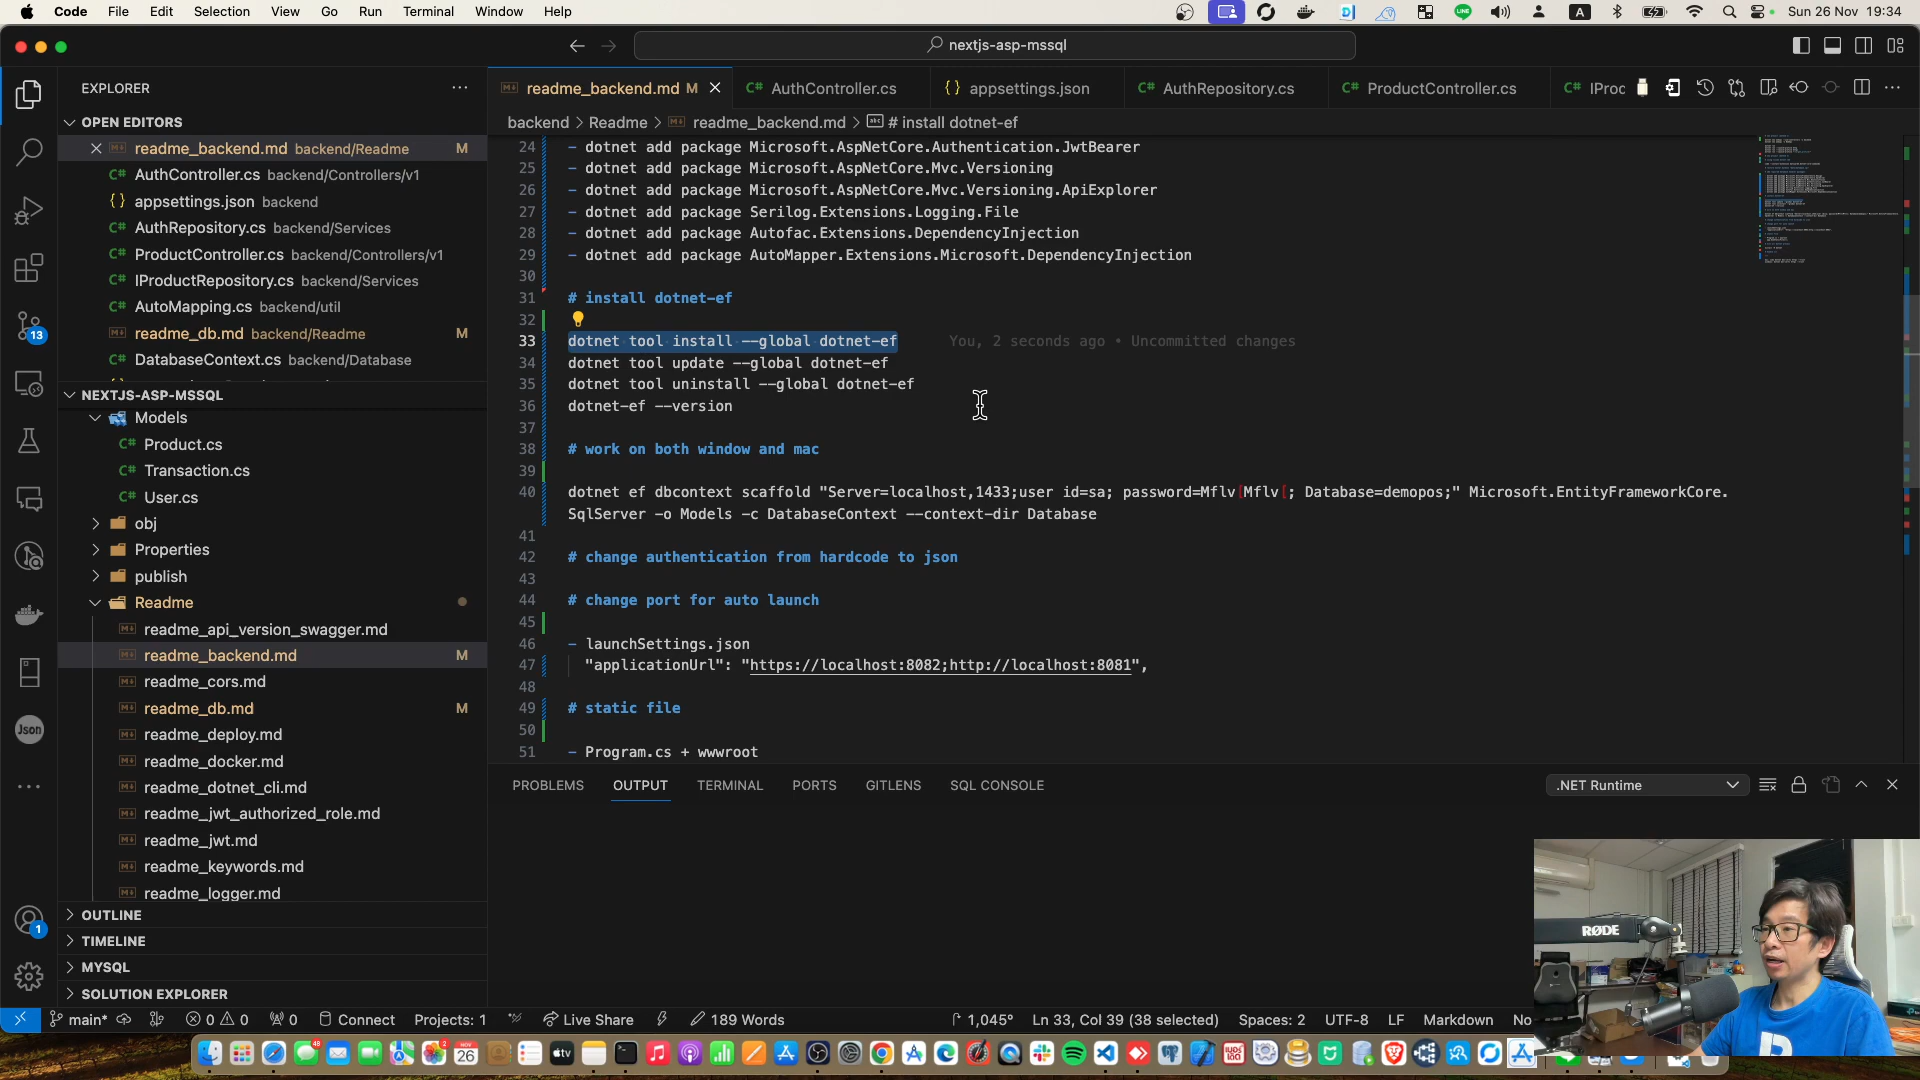 Code File Edit Selection View Go Run Terminal Window Help Sun 26 Nov 19:34
nextjs-asp-mssql
EXPLORER
readme_backend.md M
AuthController.cs
appsettings.json
AuthRepository.cs
ProductController.cs
IProc
OPEN EDITORS
backend > Readme > readme_backend.md > # install dotnet-ef
readme_backend.md backend/Readme M
AuthController.cs backend/Controllers/v1
appsettings.json backend
AuthRepository.cs backend/Services
ProductController.cs backend/Controllers/v1
IProductRepository.cs backend/Services
AutoMapping.cs backend/util
readme_db.md backend/Readme M
DatabaseContext.cs backend/Database
NEXTJS-ASP-MSSQL
Models
Product.cs
Transaction.cs
User.cs
obj
Properties
publish
Readme
readme_api_version_swagger.md
readme_backend.md M
readme_cors.md
readme_db.md M
readme_deploy.md
readme_docker.md
readme_dotnet_cli.md
readme_jwt_authorized_role.md
readme_jwt.md
readme_keywords.md
readme_logger.md
OUTLINE
TIMELINE
MYSQL
SOLUTION EXPLORER
13
Json
1
24 - dotnet add package Microsoft.AspNetCore.Authentication.JwtBearer
25 - dotnet add package Microsoft.AspNetCore.Mvc.Versioning
26 - dotnet add package Microsoft.AspNetCore.Mvc.Versioning.ApiExplorer
27 - dotnet add package Serilog.Extensions.Logging.File
28 - dotnet add package Autofac.Extensions.DependencyInjection
29 - dotnet add package AutoMapper.Extensions.Microsoft.DependencyInjection
30
31 # install dotnet-ef
32
33 dotnet tool install --global dotnet-ef You, 2 seconds ago • Uncommitted changes
34 dotnet tool update --global dotnet-ef
35 dotnet tool uninstall --global dotnet-ef
36 dotnet-ef --version
37
38 # work on both window and mac
39
40 dotnet ef dbcontext scaffold "Server=localhost,1433;user id=sa; password=Mflv[Mflv[; Database=demopos;" Microsoft.EntityFrameworkCore.
SqlServer -o Models -c DatabaseContext --context-dir Database
41
42 # change authentication from hardcode to json
43
44 # change port for auto launch
45
46 - launchSettings.json
47 "applicationUrl": "https://localhost:8082;http://localhost:8081",
48
49 # static file
50
51 - Program.cs + wwwroot
PROBLEMS OUTPUT TERMINAL PORTS GITLENS SQL CONSOLE .NET Runtime
RØDE
main* 0 0 0 Connect Projects: 1 Live Share 189 Words 1,045° Ln 33, Col 39 (38 selected) Spaces: 2 UTF-8 LF Markdown No